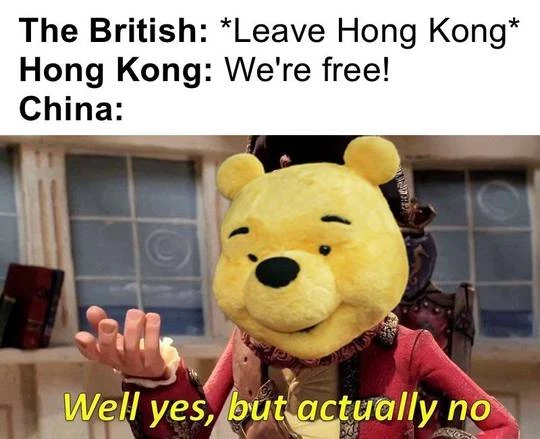 The British: *Leave Hong Kong*
Hong Kong: We're free!
China:
Well yes, but actually no